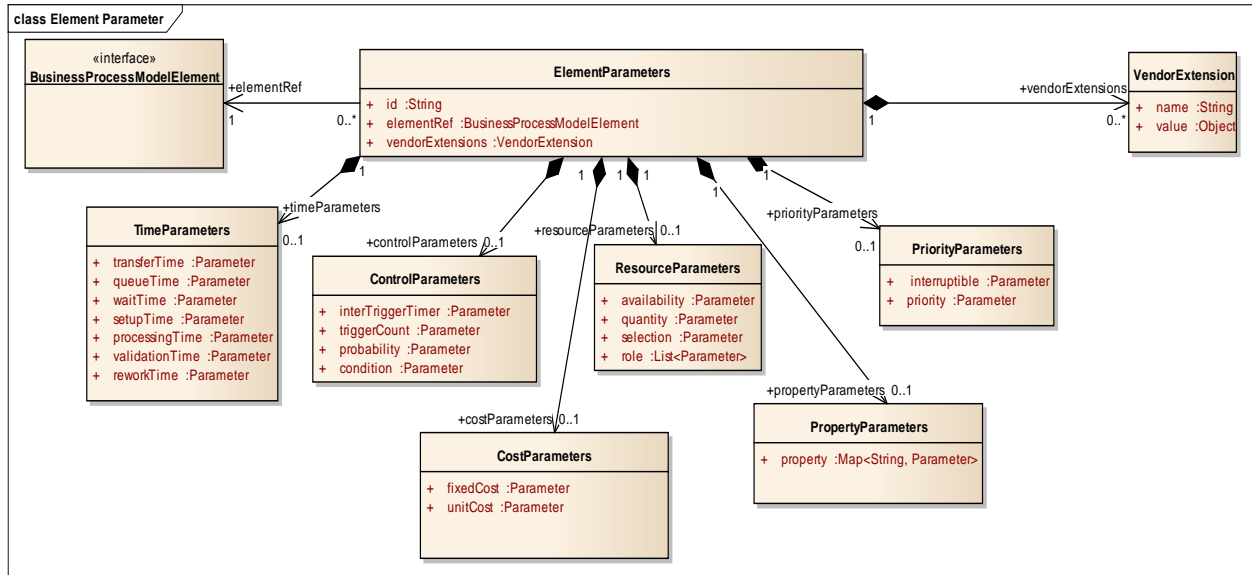 class Element Parameter
«interface»
BusinessProcessModelElement
+elementRef
1
0..*
ElementParameters
+ id :String
+ elementRef :BusinessProcessModelElement
+ vendorExtensions :VendorExtension
1
+vendorExtensions
0..*
VendorExtension
+ name :String
+ value :Object
1
+timeParameters
0..1
TimeParameters
+ transferTime :Parameter
+ queueTime :Parameter
+ waitTime :Parameter
+ setupTime :Parameter
+ processingTime :Parameter
+ validationTime :Parameter
+ reworkTime :Parameter
1
+controlParameters 0..1
ControlParameters
+ interTriggerTimer :Parameter
+ triggerCount :Parameter
+ probability :Parameter
+ condition :Parameter
1
+costParameters 0..1
CostParameters
+ fixedCost :Parameter
+ unitCost :Parameter
1
+resourceParameters 0..1
ResourceParameters
+ availability :Parameter
+ quantity :Parameter
+ selection :Parameter
+ role :List<Parameter>
1
+propertyParameters 0..1
PropertyParameters
+ property :Map<String, Parameter>
1
+priorityParameters
0..1
PriorityParameters
+ interruptible :Parameter
+ priority :Parameter